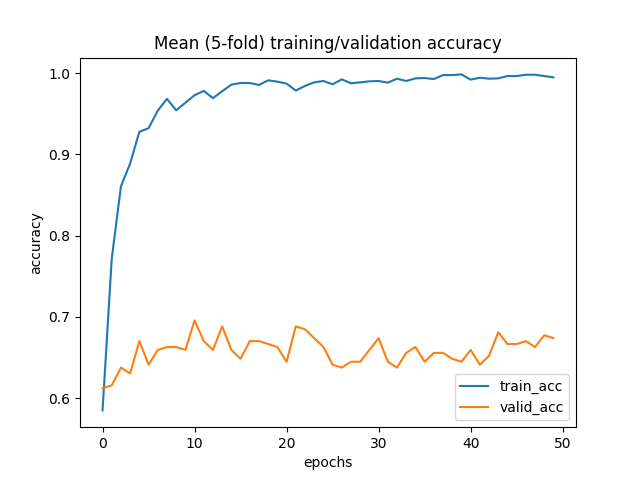 Mean (5-fold) training/validation accuracy
1.0
0.9
0.8
0.7
0.6
accuracy
train_acc
valid_acc
0 10 20 30 40 50
epochs